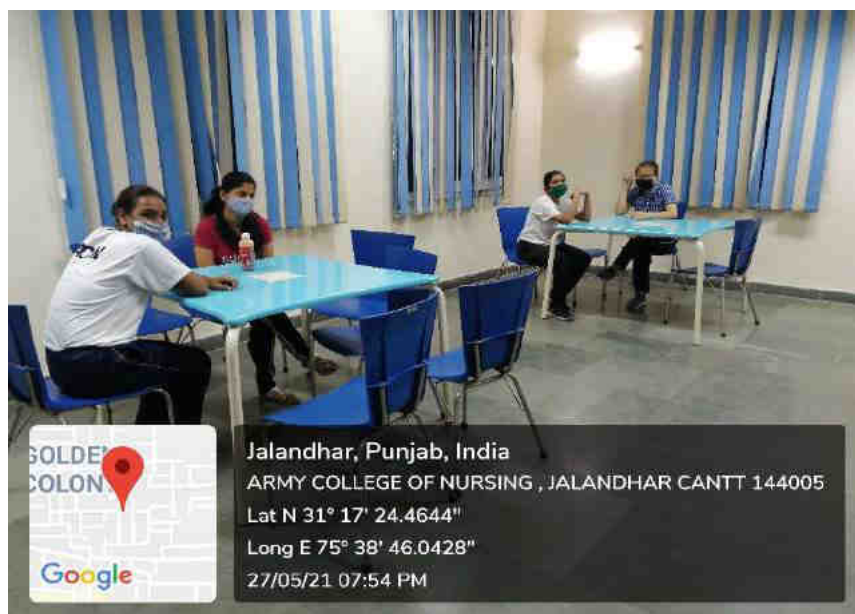 GOLDE
COLON
Google
Jalandhar, Punjab, India
ARMY COLLEGE OF NURSING , JALANDHAR CANTT 144005
Lat N 31° 17' 24.4644"
Long E 75° 38' 46.0428"
27/05/21 07:54 PM